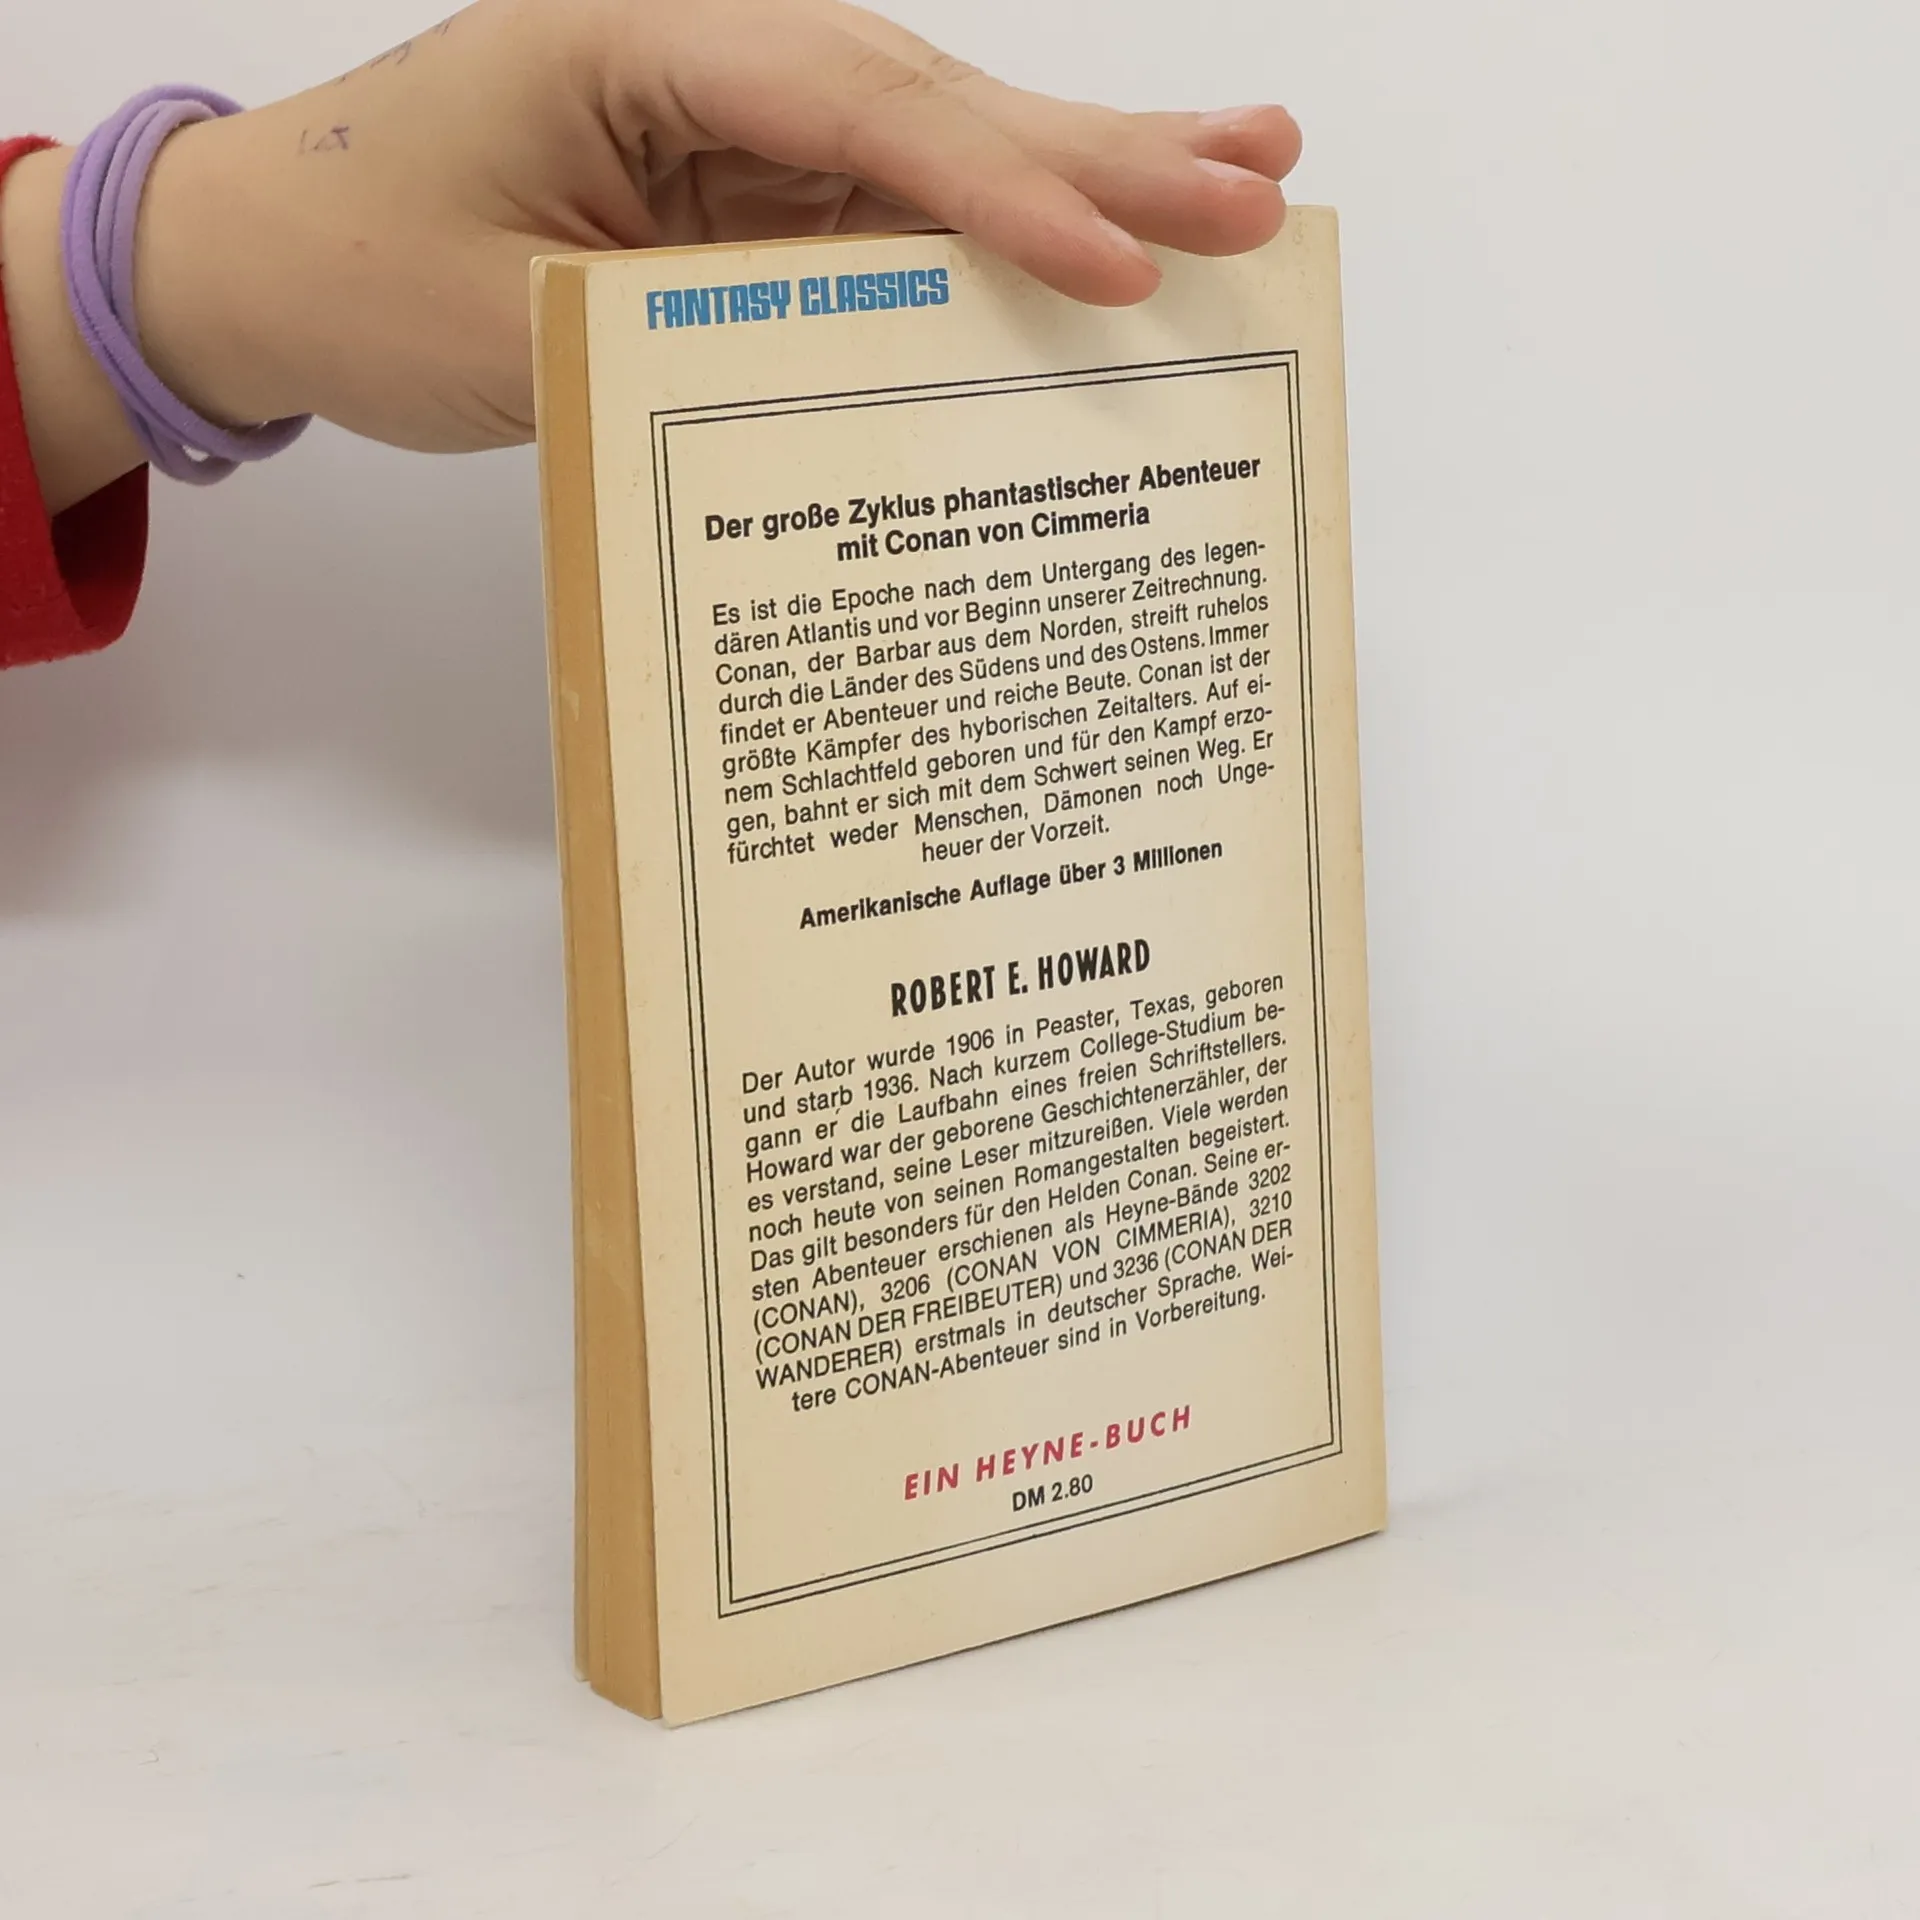 FANTASY CLASSICS
Der große Zyklus phantastischer Abenteuer
mit Conan von Cimmeria
Es ist die Epoche nach dem Untergang des legen-
dären Atlantis und vor Beginn unserer Zeitrechnung.
Conan, der Barbar aus dem Norden, streift ruhelos
durch die Länder des Südens und des Ostens. Immer
findet er Abenteuer und reiche Beute. Conan ist der
größte Kämpfer des hyborischen Zeitalters. Auf ei-
nem Schlachtfeld geboren und für den Kampf erzo-
gen, bahnt er sich mit dem Schwert seinen Weg. Er
fürchtet weder Menschen, Dämonen noch Unge-
heuer der Vorzeit.
Amerikanische Auflage über 3 Millionen
ROBERT E. HOWARD
Der Autor wurde 1906 in Peaster, Texas, geboren
und starb 1936. Nach kurzem College-Studium be-
gann er die Laufbahn eines freien Schriftstellers.
Howard war der geborene Geschichtenerzähler, der
es verstand, seine Leser mitzureißen. Viele werden
noch heute von seinen Romangestalten begeistert.
Das gilt besonders für den Helden Conan. Seine er-
sten Abenteuer erschienen als Heyne-Bände 3202
(CONAN), 3206 (CONAN VON CIMMERIA), 3210
(CONAN DER FREIBEUTER) und 3236 (CONAN DER
WANDERER) erstmals in deutscher Sprache. Wei-
tere CONAN-Abenteuer sind in Vorbereitung.
EIN HEYNE-BUCH
DM 2.80